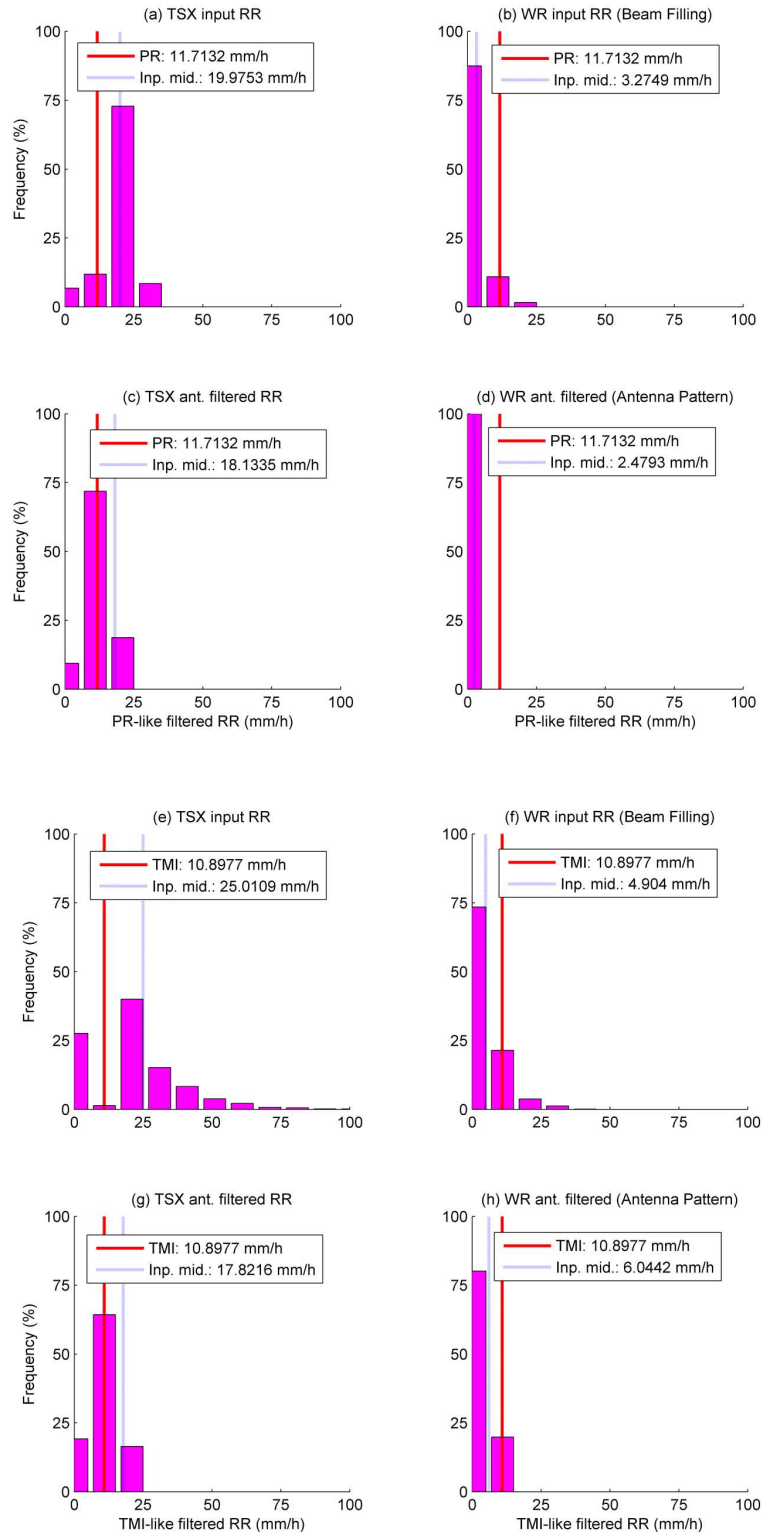 (a) TSX input RR
100
75
50
25
0
Frequency (%)
PR: 11.7132 mm/h
Inp. mid.: 19.9753 mm/h
0 25 50 75 100
(b) WR input RR (Beam Filling)
100
75
50
25
0
PR: 11.7132 mm/h
Inp. mid.: 3.2749 mm/h
0 25 50 75 100
(c) TSX ant. filtered RR
100
75
50
25
0
Frequency (%)
PR: 11.7132 mm/h
Inp. mid.: 18.1335 mm/h
0 25 50 75 100
PR-like filtered RR (mm/h)
(d) WR ant. filtered (Antenna Pattern)
100
75
50
25
0
PR: 11.7132 mm/h
Inp. mid.: 2.4793 mm/h
0 25 50 75 100
PR-like filtered RR (mm/h)
(e) TSX input RR
100
75
50
25
0
Frequency (%)
TMI: 10.8977 mm/h
Inp. mid.: 25.0109 mm/h
0 25 50 75 100
(f) WR input RR (Beam Filling)
100
75
50
25
0
TMI: 10.8977 mm/h
Inp. mid.: 4.904 mm/h
0 25 50 75 100
(g) TSX ant. filtered RR
100
75
50
25
0
Frequency (%)
TMI: 10.8977 mm/h
Inp. mid.: 17.8216 mm/h
0 25 50 75 100
TMI-like filtered RR (mm/h)
(h) WR ant. filtered (Antenna Pattern)
100
75
50
25
0
TMI: 10.8977 mm/h
Inp. mid.: 6.0442 mm/h
0 25 50 75 100
TMI-like filtered RR (mm/h)